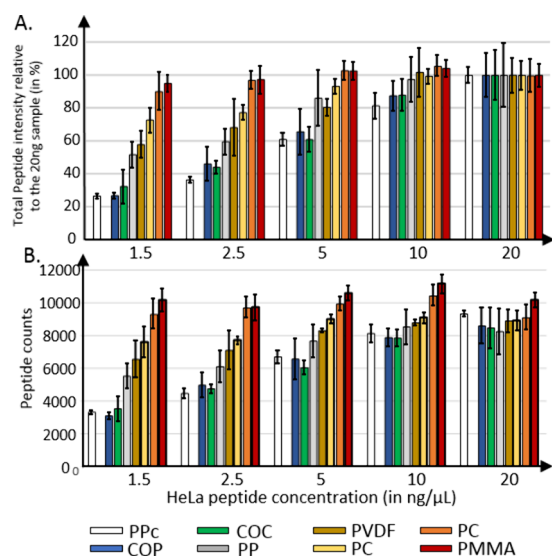 A.
Total Peptide intensity relative
to the 20ng sample (in %)
120
100
80
60
40
20
0
1.5 2.5 5 10 20
B.
Peptide counts
12000
10000
8000
6000
4000
2000
0 0
1.5 2.5 5 10 20
HeLa peptide concentration (in ng/µL)
PPc COC PVDF PC
COP PP PC PMMA